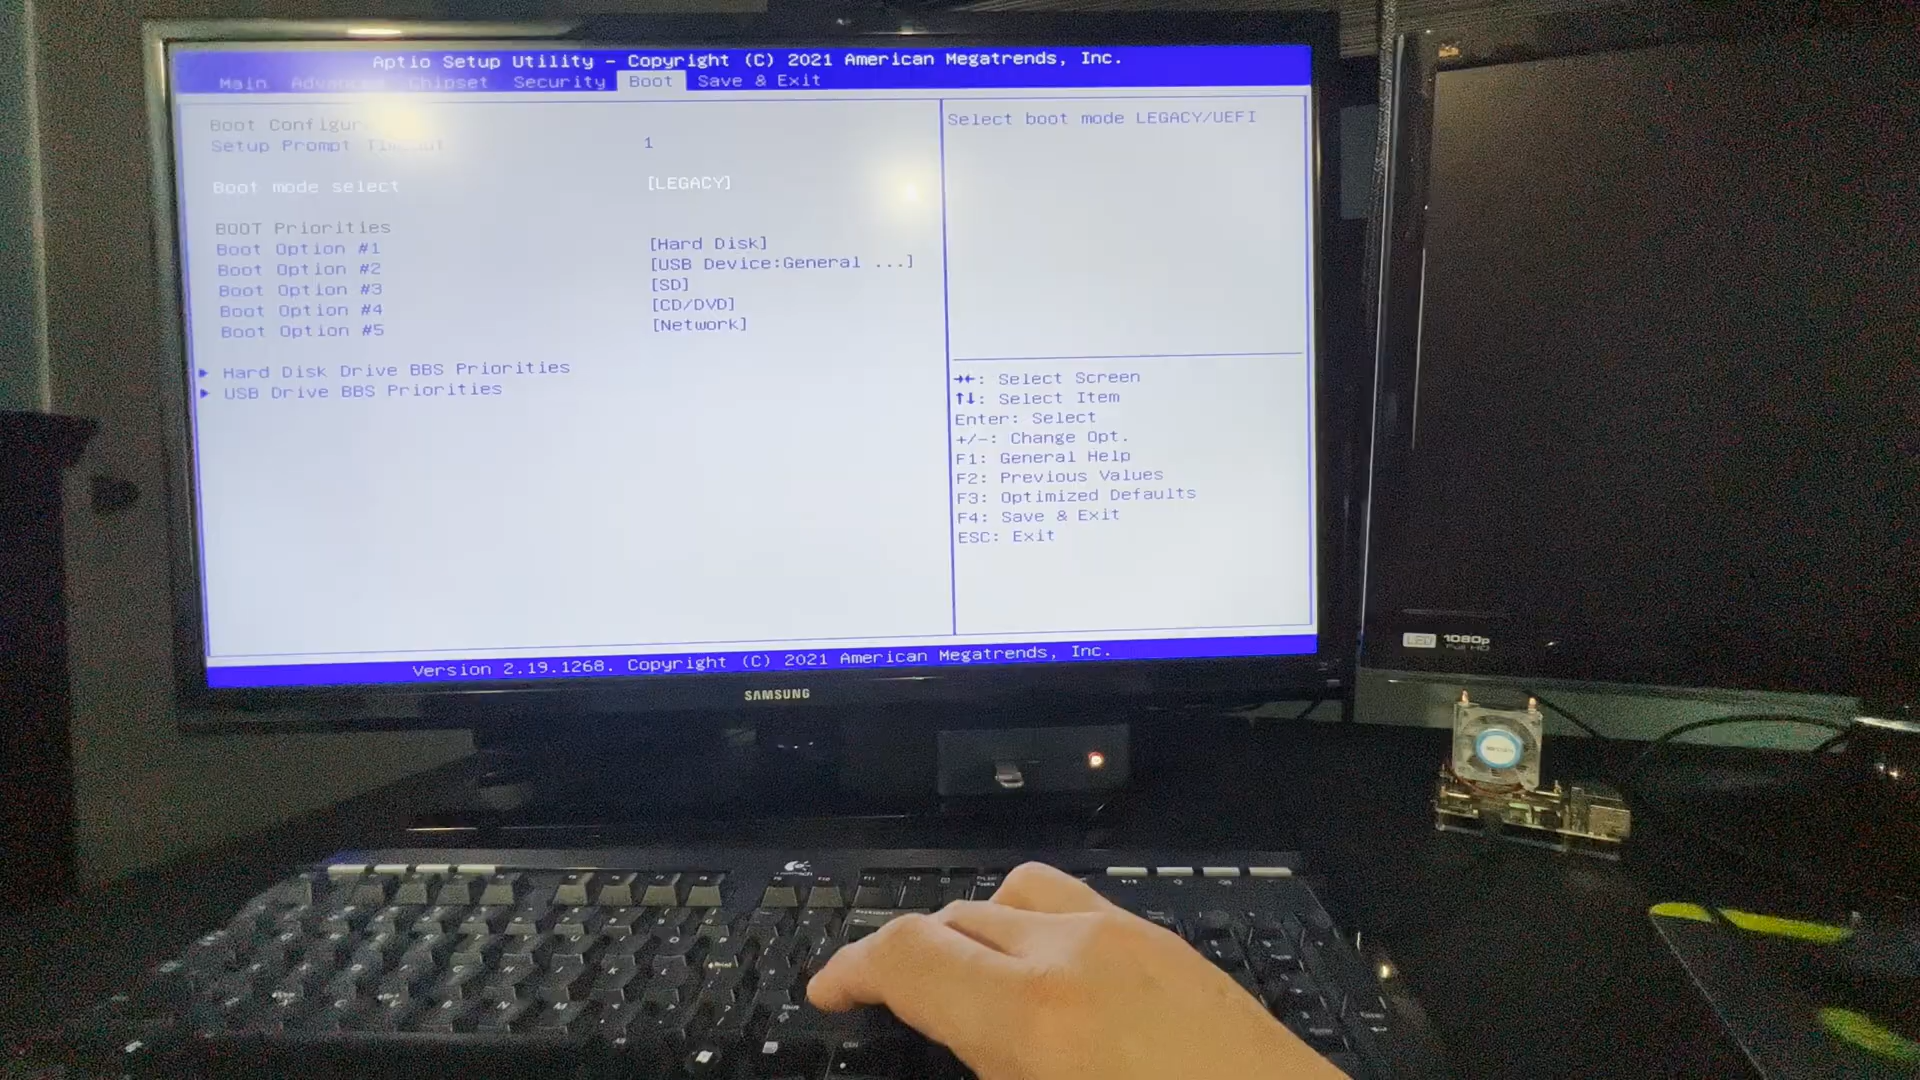 Aptio Setup Utility – Copyright (C) 2021 American Megatrends, Inc.
Main Chipset Security Boot Save & Exit
Boot
Setup Prompt
1
Boot mode select [LEGACY]
BOOT Priorities
Boot Option #1 [Hard Disk]
Boot Option #2 [USB Device:General ...]
Boot Option #3 [SD]
Boot Option #4 [CD/DVD]
Boot Option #5 [Network]
Hard Disk Drive BBS Priorities
USB Drive BBS Priorities
Select boot mode LEGACY/UEFI
→←: Select Screen
↑↓: Select Item
Enter: Select
+/-: Change Opt.
F1: General Help
F2: Previous Values
F3: Optimized Defaults
F4: Save & Exit
ESC: Exit
Version 2.19.1268. Copyright (C) 2021 American Megatrends, Inc.
SAMSUNG
LED 1080p
Full HD